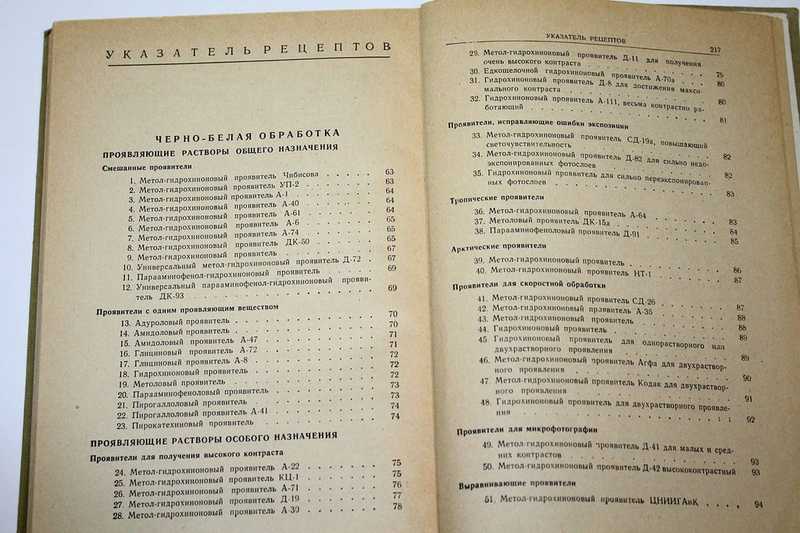 УКАЗАТЕЛЬ РЕЦЕПТОВ
ЧЕРНО-БЕЛАЯ ОБРАБОТКА
ПРОЯВЛЯЮЩИЕ РАСТВОРЫ ОБЩЕГО НАЗНАЧЕНИЯ
Смешанные проявители
1. Метол-гидрохиноновый проявитель Чибисова . . . . . . 63
2. Метол-гидрохиноновый проявитель УП-2 . . . . . . 63
3. Метол-гидрохиноновый проявитель А-1 . . . . . . 64
4. Метол-гидрохиноновый проявитель А-40 . . . . . . 64
5. Метол-гидрохиноновый проявитель А-61 . . . . . . 64
6. Метол-гидрохиноновый проявитель А-6 . . . . . . 65
7. Метол-гидрохиноновый проявитель А-74 . . . . . . 65
8. Метол-гидрохиноновый проявитель ДК-50 . . . . . . 65
9. Метол-гидрохиноновый проявитель . . . . . . 67
10. Универсальный метол-гидрохиноновый проявитель Д-72 . 67
11. Парааминофенол-гидрохиноновый проявитель . . . . . 69
12. Универсальный парааминофенол-гидрохиноновый прояви-
тель ДК-93 . . . . . . . . . . . 69
Проявители с одним проявляющим веществом
13. Адуроловый проявитель . . . . . . . . . 70
14. Амидоловый проявитель . . . . . . . . . 70
15. Амидоловый проявитель А-47 . . . . . . . . 71
16. Глициновый проявитель А-72 . . . . . . . . 71
17. Глициновый проявитель А-8 . . . . . . . . 72
18. Гидрохиноновый проявитель . . . . . . . . 72
19. Метоловый проявитель . . . . . . . . . 72
20. Парааминофеноловый проявитель . . . . . . . 73
21. Пирогаллоловый проявитель . . . . . . . . 73
22. Пирогаллоловый проявитель А-41 . . . . . . . 74
23. Пирокатехиновый проявитель . . . . . . . . 74
ПРОЯВЛЯЮЩИЕ РАСТВОРЫ ОСОБОГО НАЗНАЧЕНИЯ
Проявители для получения высокого контраста
24. Метол-гидрохиноновый проявитель А-22 . . . . . . 75
25. Метол-гидрохиноновый проявитель КЦ-1 . . . . . . 75
26. Метол-гидрохиноновый проявитель А-71 . . . . . . 76
27. Метол-гидрохиноновый проявитель Д-19 . . . . . . 77
28. Метол-гидрохиноновый проявитель А-39 . . . . . . 78
УКАЗАТЕЛЬ РЕЦЕПТОВ 217
29. Метол-гидрохиноновый проявитель Д-11 для получения
очень высокого контраста . . . . . . . . 75
30. Едкощелочной гидрохиноновый проявитель А-70а . . . 80
31. Гидрохиноновый проявитель Д-8 для достижения макси-
мального контраста . . . . . . . . . 80
32. Гидрохиноновый проявитель А-111, весьма контрастно ра-
ботающий . . . . . . . . . . . 81
Проявители, исправляющие ошибки экспозиции
33. Метол-гидрохиноновый проявитель СД-19а, повышающий
светочувствительность . . . . . . . . . 82
34. Метол-гидрохиноновый проявитель Д-82 для сильно недо-
экспонированных фотослоев . . . . . . . . 82
35. Гидрохиноновый проявитель для сильно переэкспонирован-
ных фотослоев . . . . . . . . . . 83
Тропические проявители
36. Метол-гидрохиноновый проявитель А-64 . . . . . . 83
37. Метоловый проявитель ДК-15а . . . . . . . 84
38. Парааминофеноловый проявитель Д-91 . . . . . . 85
Арктические проявители
39. Метол-гидрохиноновый проявитель . . . . . . . 86
40. Метол-гидрохиноновый проявитель НТ-1 . . . . . . 87
Проявители для скоростной обработки
41. Метол-гидрохиноновый проявитель СД-26 . . . . . 87
42. Метол-гидрохиноновый проявитель А-35 . . . . . . 88
43. Метол-гидрохиноновый проявитель . . . . . . . 88
44. Гидрохиноновый проявитель . . . . . . . . 89
45 Гидрохиноновый проявитель для однорастворного или
двухрастворного проявления . . . . . . . . 89
46. Метол-гидрохиноновый проявитель Агфа для двухраствор-
ного проявления . . . . . . . . . . 90
47 Метол-гидрохиноновый проявитель Кодак для двухраствор-
ного проявления . . . . . . . . . . 91
48 Гидрохиноновый проявитель для двухрастворного проявле-
ния . . . . . . . . . . . . 92
Проявители для микрофотографии
49. Метол-гидрохиноновый проявитель Д-41 для малых и сред-
них контрастов . . . . . . . . . . 93
50. Метол-гидрохиноновый проявитель Д-42 высококонтрастный 93
Выравнивающие проявители
51. Метол-гидрохиноновый проявитель ЦНИИГАиК . . . . 94